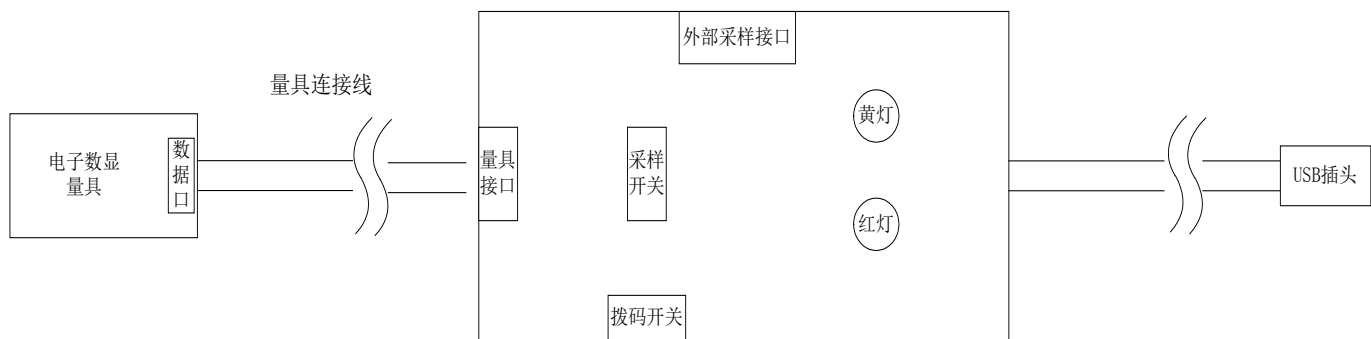 外部采样接口
量具连接线
黄灯
电子数显
量具
数
据
口
量具
接口
采样
开关
USB插头
红灯
拨码开关